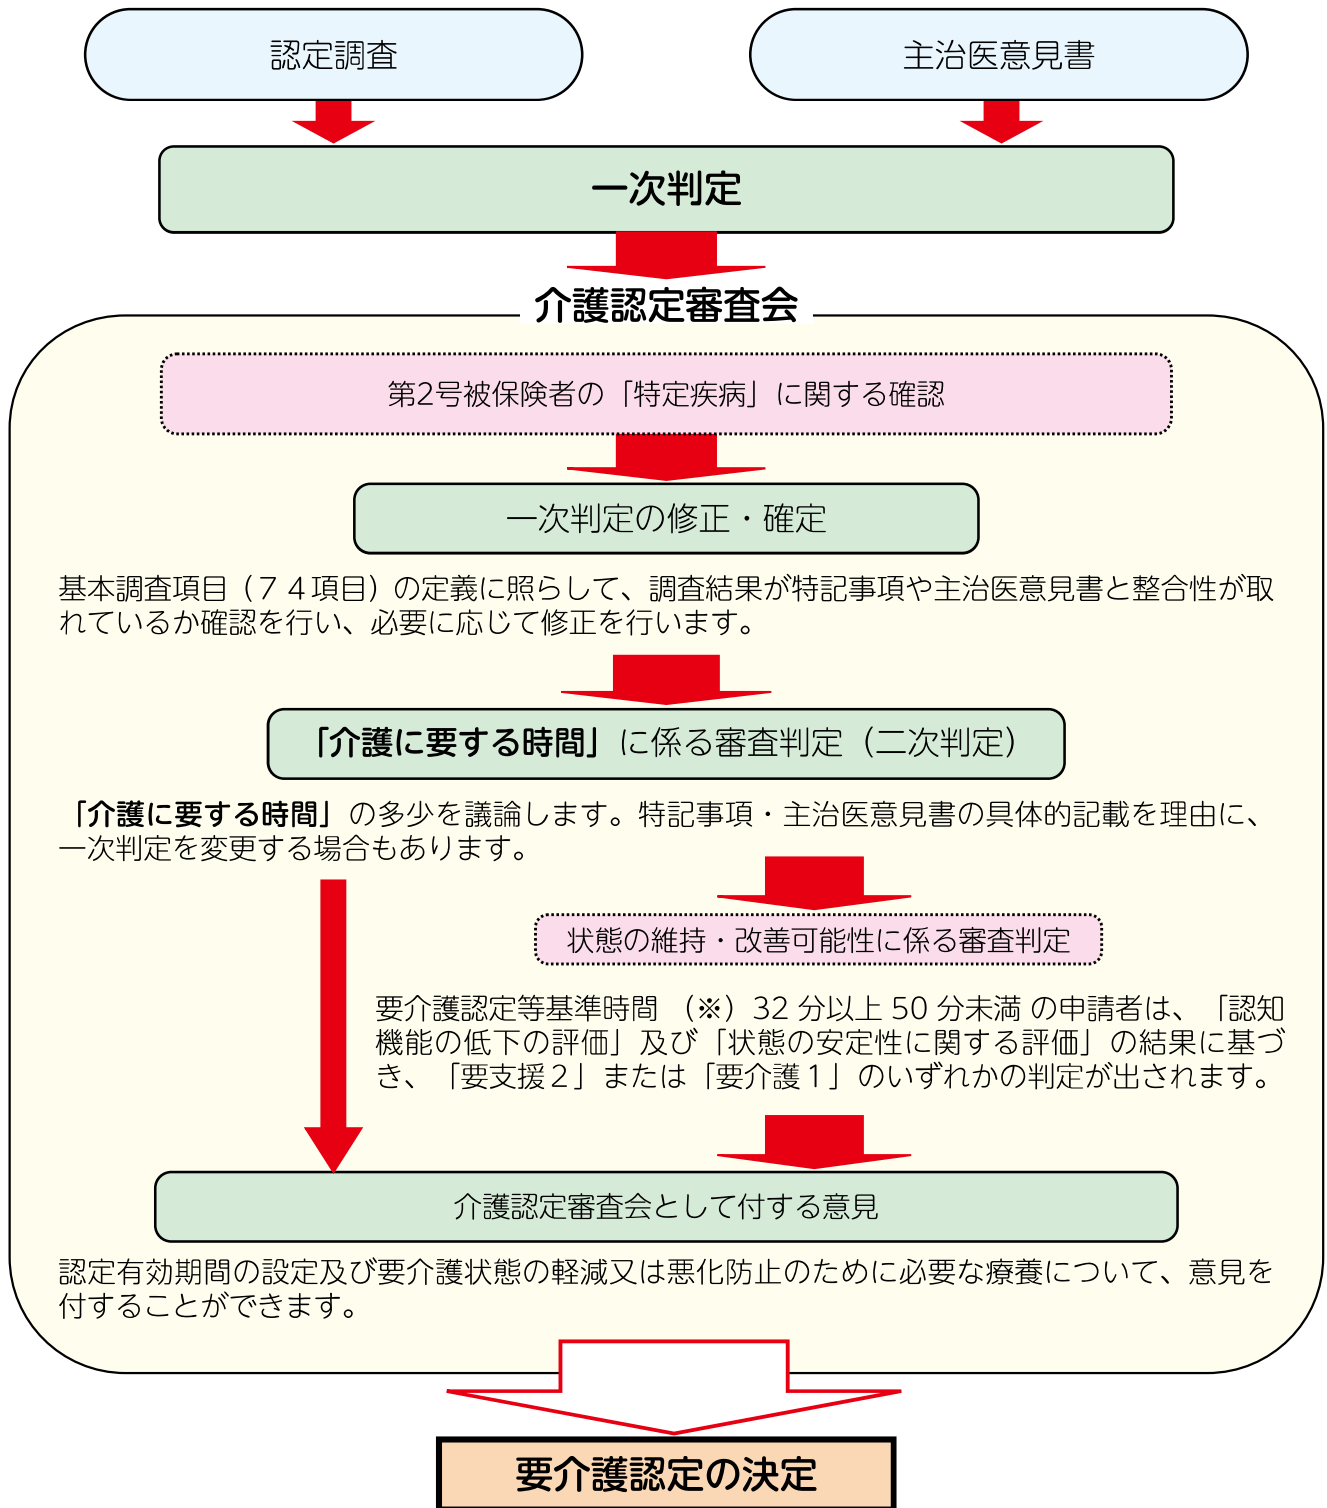 認定調査
主治医意見書
一次判定
介護認定審査会
第2号被保険者の「特定疾病」に関する確認
一次判定の修正・確定
基本調査項目（７４項目）の定義に照らして、調査結果が特記事項や主治医意見書と整合性が取
れているか確認を行い、必要に応じて修正を行います。
「介護に要する時間」に係る審査判定（二次判定）
「介護に要する時間」の多少を議論します。特記事項・主治医意見書の具体的記載を理由に、
一次判定を変更する場合もあります。
状態の維持・改善可能性に係る審査判定
要介護認定等基準時間 （※）32 分以上 50 分未満 の申請者は、「認知
機能の低下の評価」及び「状態の安定性に関する評価」の結果に基づ
き、「要支援２」または「要介護１」のいずれかの判定が出されます。
介護認定審査会として付する意見
認定有効期間の設定及び要介護状態の軽減又は悪化防止のために必要な療養について、意見を
付することができます。
要介護認定の決定